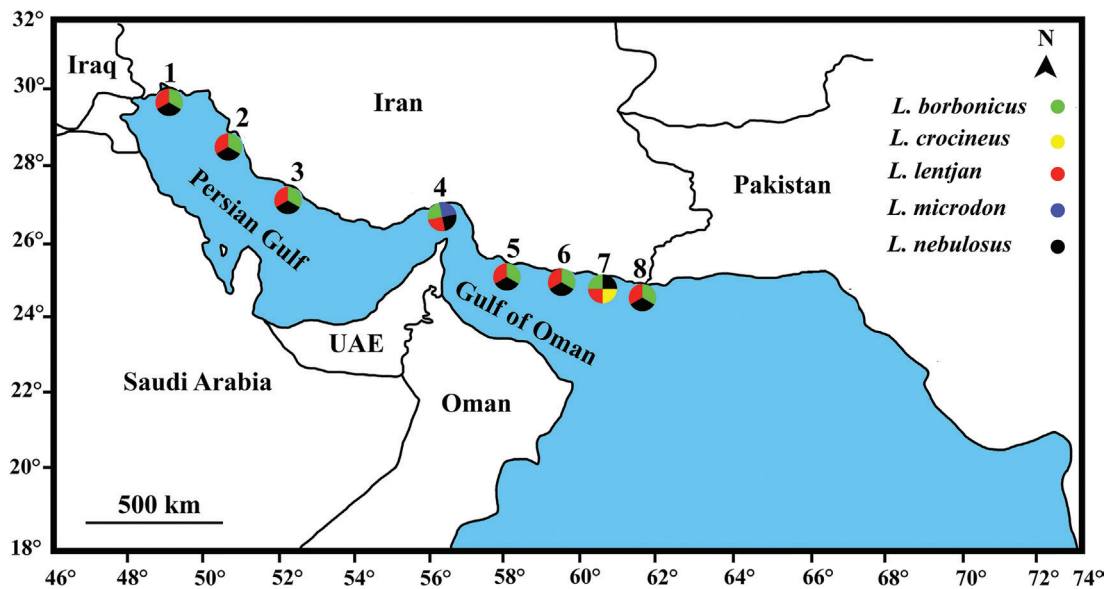 32°
30°
28°
26°
24°
22°
20°
18°
46°
48°
50°
52°
54°
56°
58°
60°
62°
64°
66°
68°
70°
72°
74°
Iraq
Iran
Pakistan
Saudi Arabia
UAE
Oman
Persian Gulf
Gulf of Oman
1
2
3
4
5
6
7
8
N
L. borbonicus
L. crocineus
L. lentjan
L. microdon
L. nebulosus
500 km